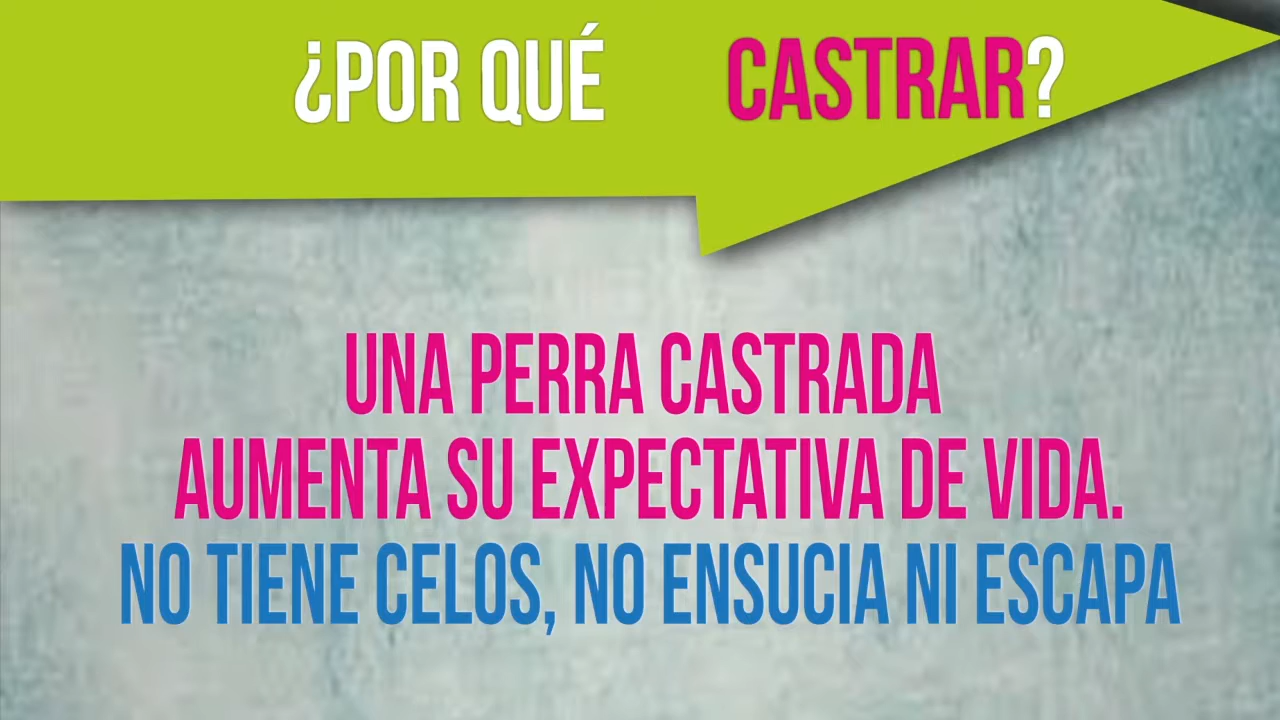 ¿POR QUÉ CASTRAR?
UNA PERRA CASTRADA
AUMENTA SU EXPECTATIVA DE VIDA.
NO TIENE CELOS, NO ENSUCIA NI ESCAPA